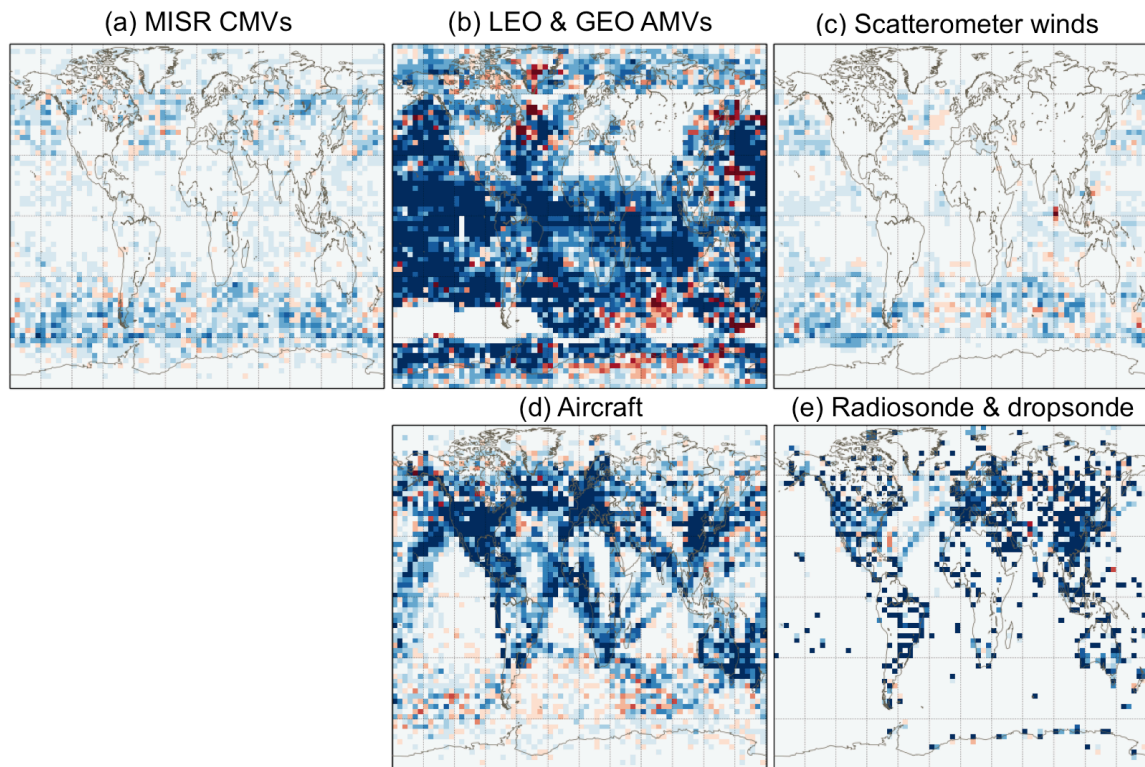 (a) MISR CMVs
(b) LEO & GEO AMVs
(c) Scatterometer winds
(d) Aircraft
(e) Radiosonde & dropsonde